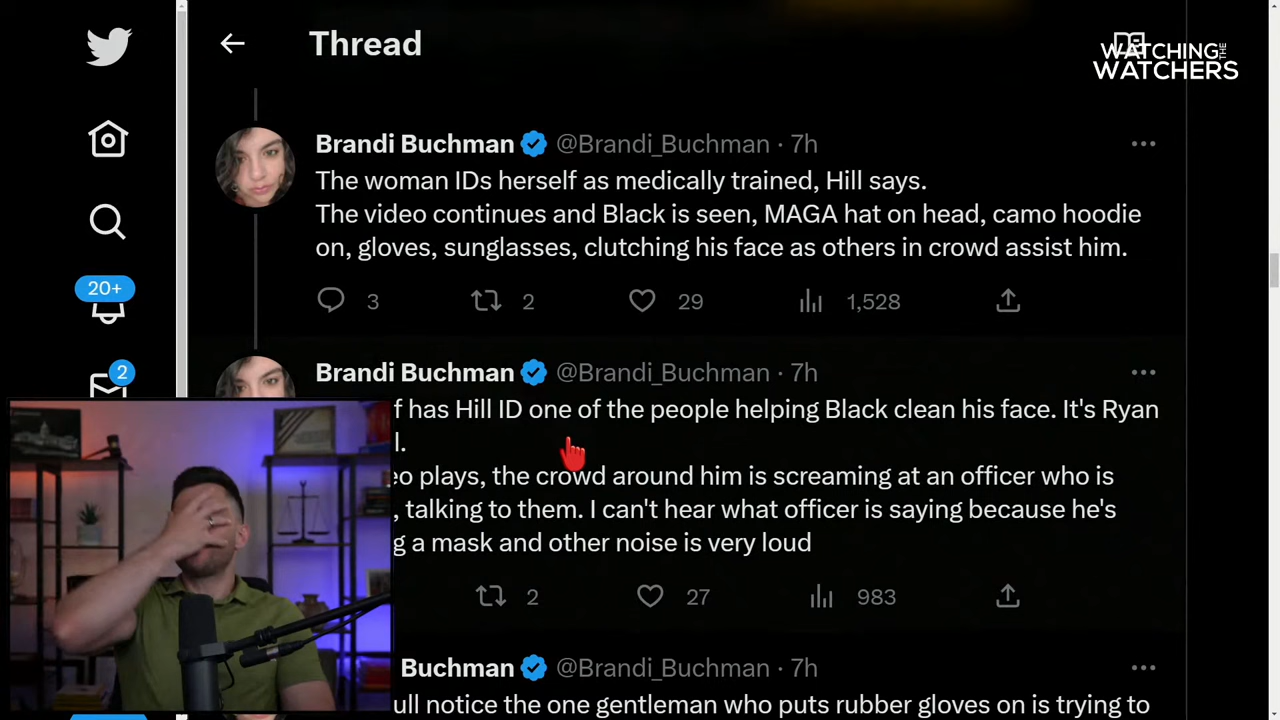 Thread
WATCHING THE
WATCHERS
Brandi Buchman @Brandi_Buchman · 7h
The woman IDs herself as medically trained, Hill says.
The video continues and Black is seen, MAGA hat on head, camo hoodie
on, gloves, sunglasses, clutching his face as others in crowd assist him.
3 2 29 1,528
20+
Brandi Buchman @Brandi_Buchman · 7h
2
f has Hill ID one of the people helping Black clean his face. It's Ryan
l.
eo plays, the crowd around him is screaming at an officer who is
, talking to them. I can't hear what officer is saying because he's
g a mask and other noise is very loud
2 27 983
Buchman @Brandi_Buchman · 7h
ull notice the one gentleman who puts rubber gloves on is trying to